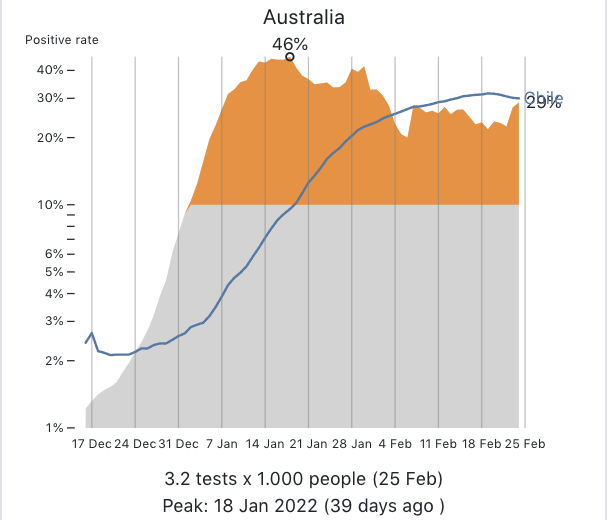 Australia
Positive rate
46%
40%
30%
Chile
29%
20%
10%
6%
5%
4%
3%
2%
1%
17 Dec 24 Dec 31 Dec 7 Jan 14 Jan 21 Jan 28 Jan 4 Feb 11 Feb 18 Feb 25 Feb
3.2 tests x 1.000 people (25 Feb)
Peak: 18 Jan 2022 (39 days ago )